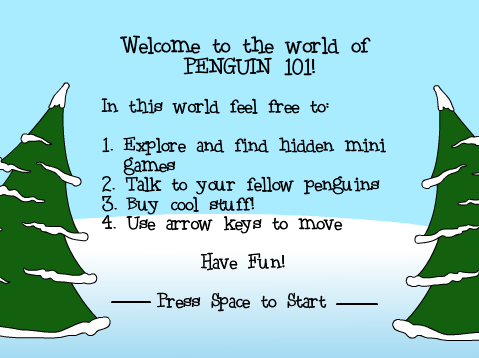 Welcome to the world of
PENGUIN 101!
In this world feel free to:
1. Explore and find hidden mini
games
2. Talk to your fellow penguins
3. Buy cool stuff!
4. Use arrow keys to move
Have Fun!
Press Space to Start